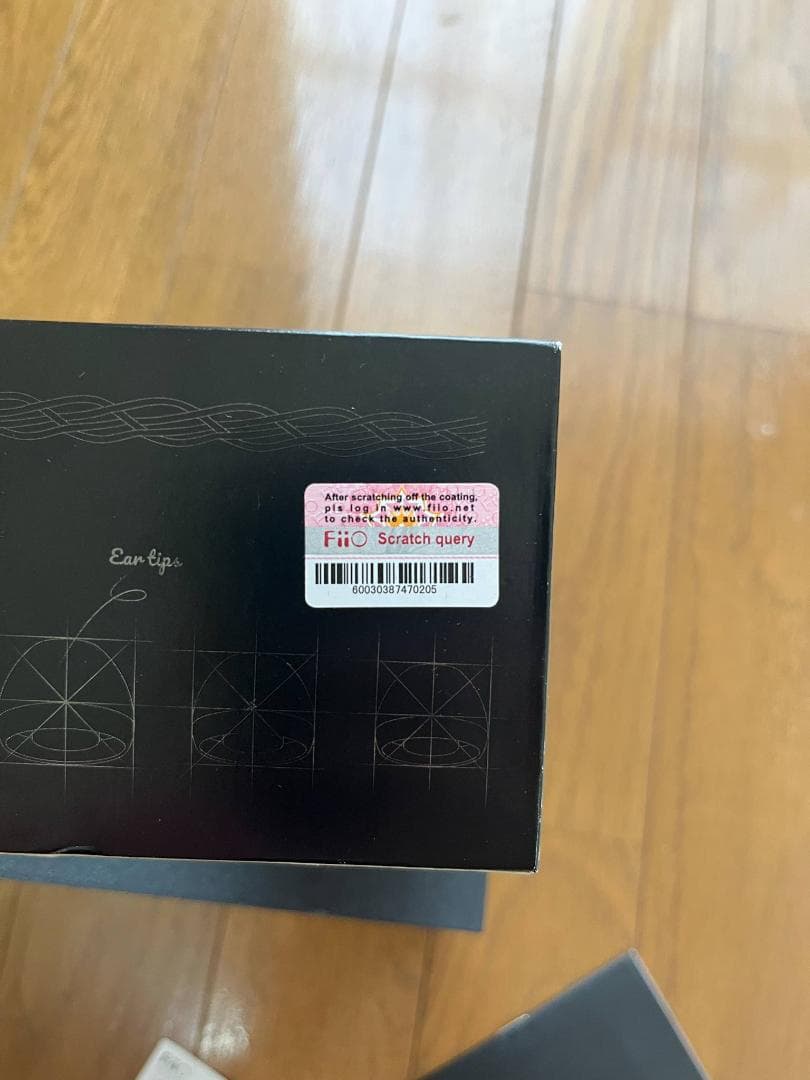 After scratching off the coating,
pls log in www.fiio.net
to check the authenticity.
FiiO Scratch query
60030387470205
Ear tips